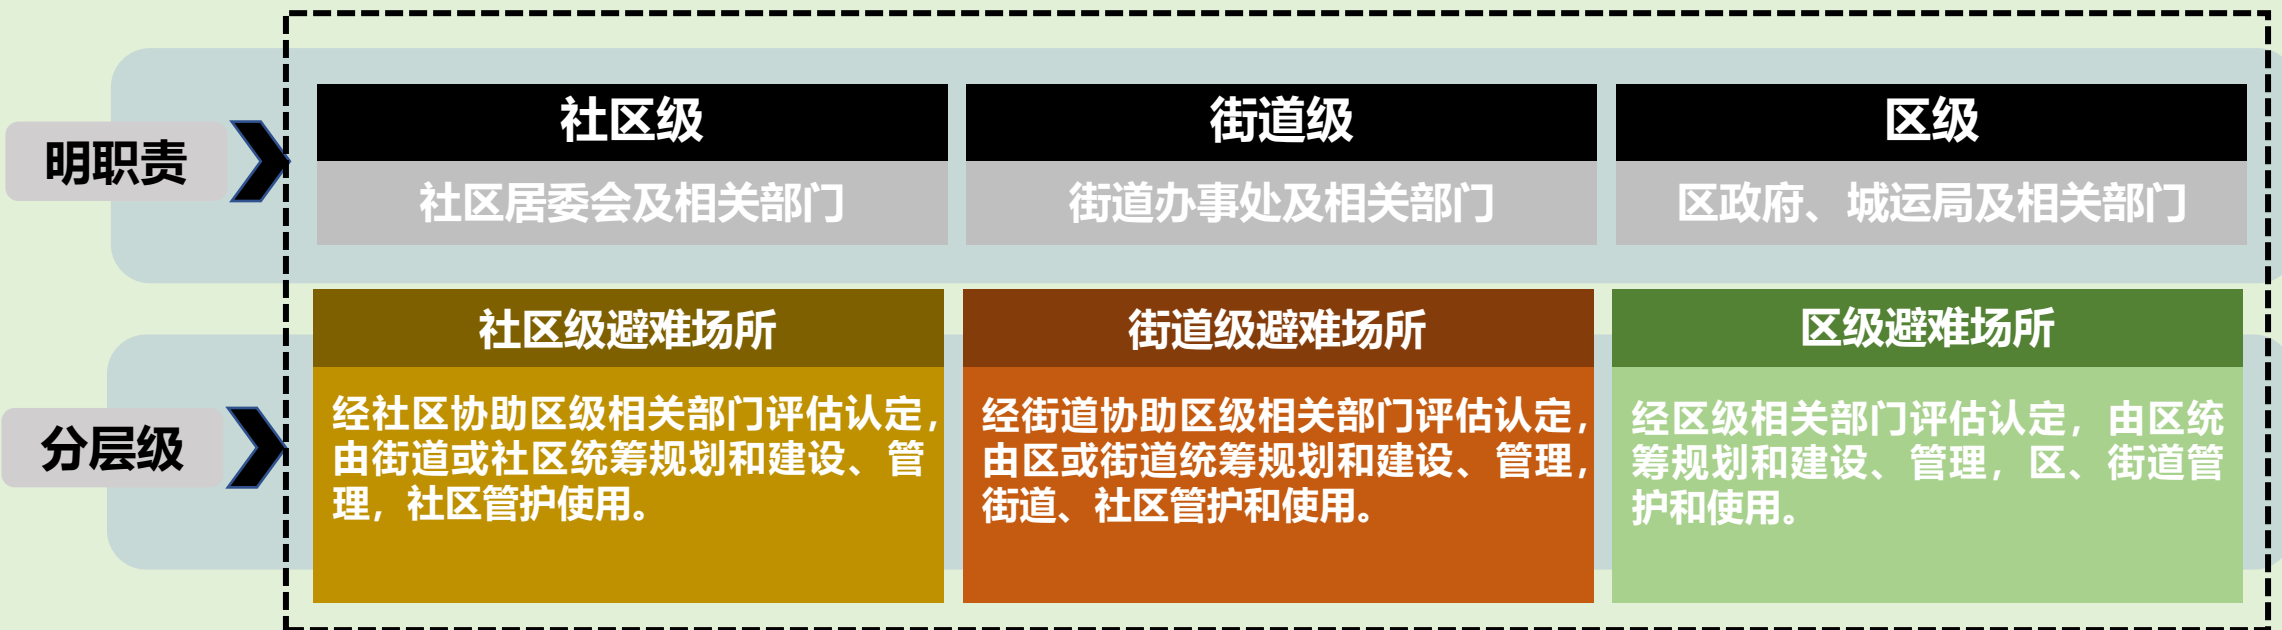 明职责
社区级
街道级
区级
社区居委会及相关部门
街道办事处及相关部门
区政府、城运局及相关部门
分层级
社区级避难场所
经社区协助区级相关部门评估认定，
由街道或社区统筹规划和建设、管
理，社区管护使用。
街道级避难场所
经街道协助区级相关部门评估认定，
由区或街道统筹规划和建设、管理，
街道、社区管护和使用。
区级避难场所
经区级相关部门评估认定，由区统
筹规划和建设、管理，区、街道管
护和使用。